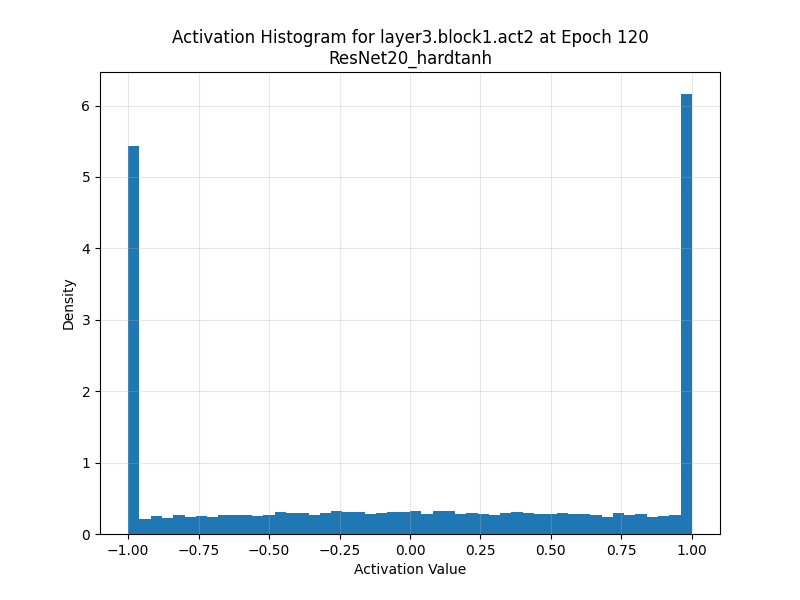 Activation Histogram for layer3.block1.act2 at Epoch 120
ResNet20_hardtanh
6
5
4
3
2
1
0
Density
−1.00 −0.75 −0.50 −0.25 0.00 0.25 0.50 0.75 1.00
Activation Value